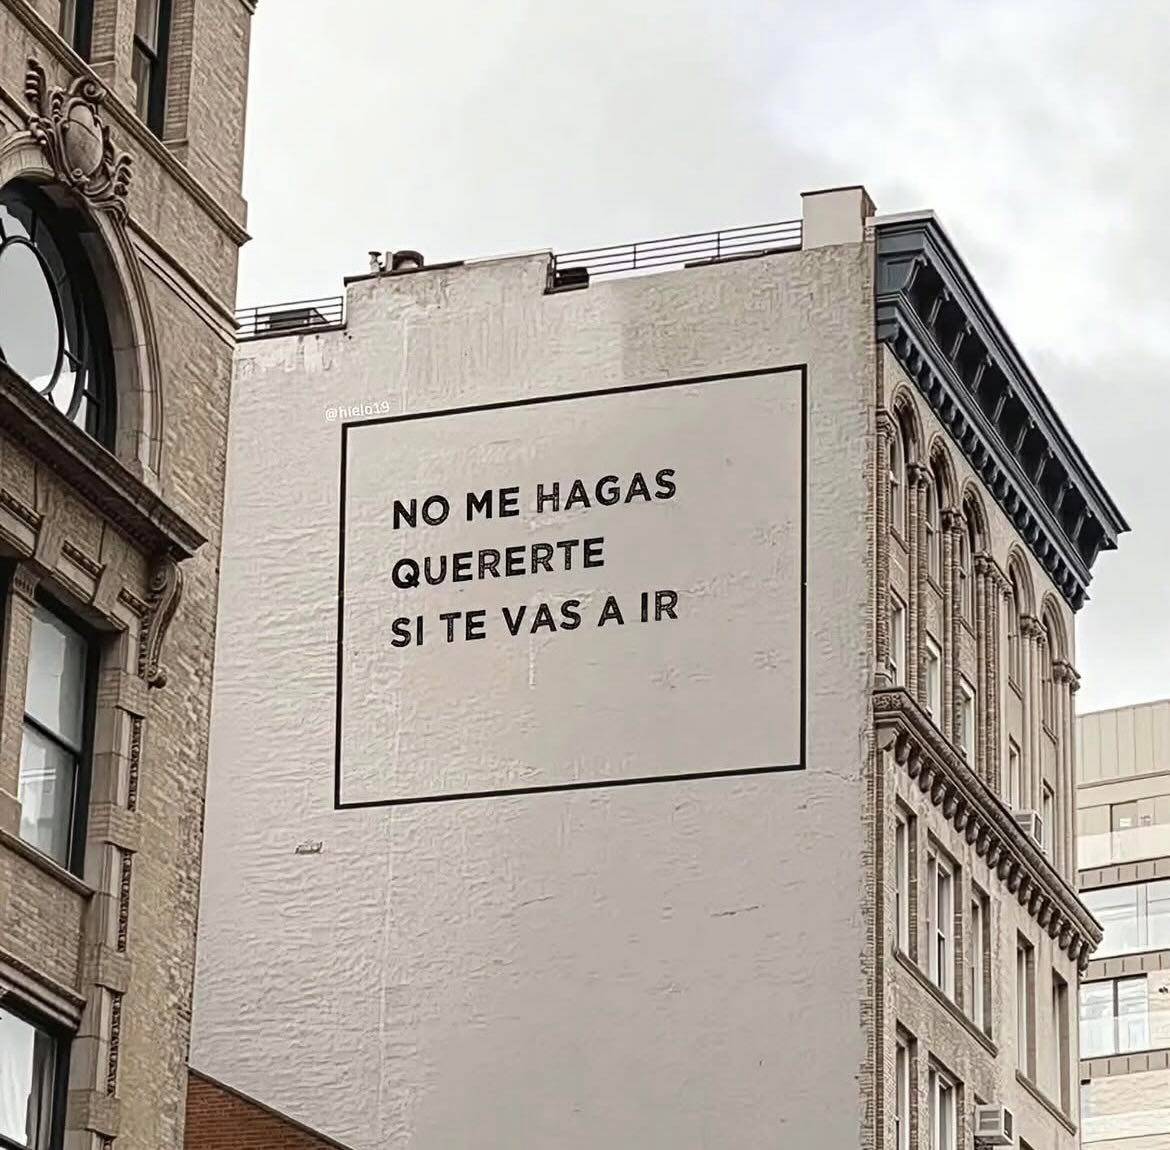 @hielo19
NO ME HAGAS
QUERERTE
SI TE VAS A IR